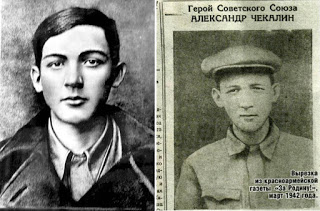 Герой Советского Союза
АЛЕКСАНДР ЧЕКАЛИН
Вырезка
из красноармейской
газеты «За Родину!»,
март 1942 года.